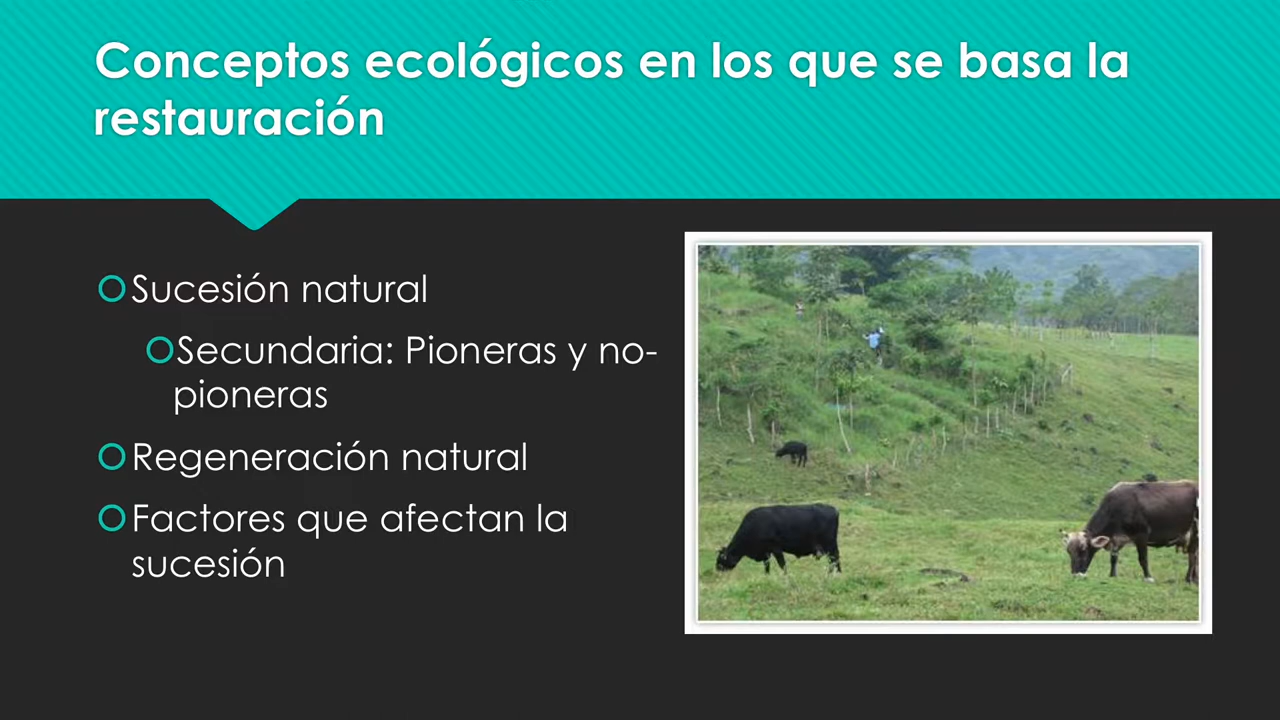 Conceptos ecológicos en los que se basa la
restauración
Sucesión natural
Secundaria: Pioneras y no-
pioneras
Regeneración natural
Factores que afectan la
sucesión